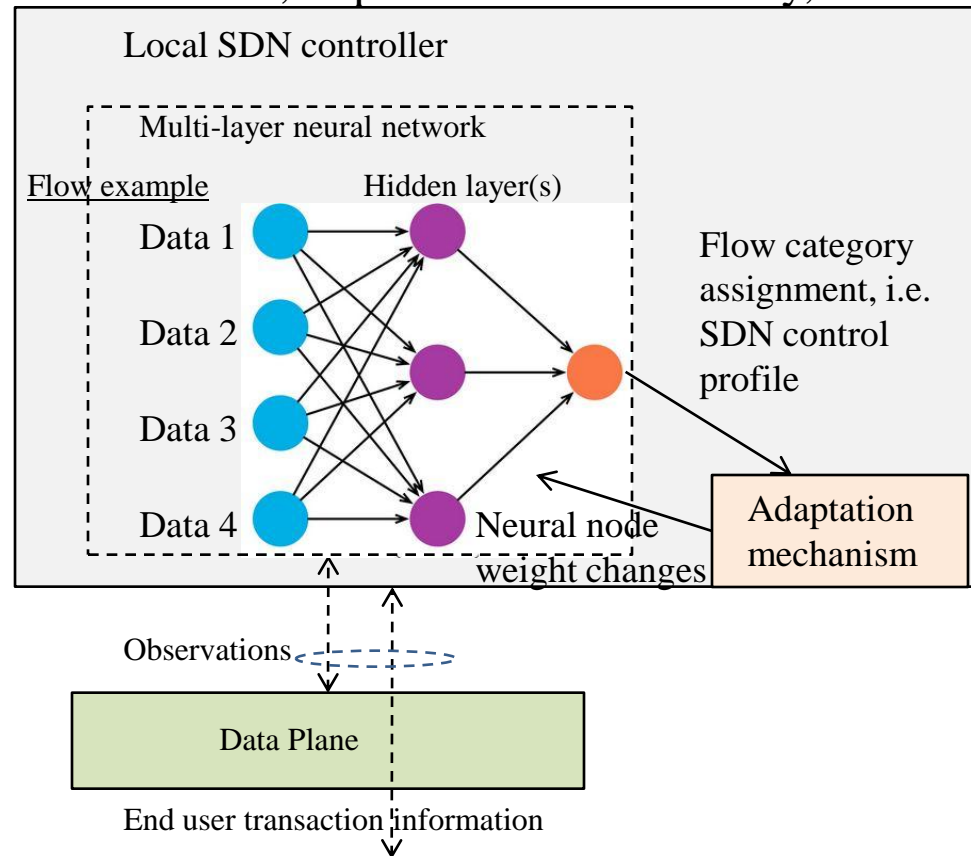 Local SDN controller
Multi-layer neural network
Flow example
Hidden layer(s)
Data 1
Data 2
Data 3
Data 4
Flow category
assignment, i.e.
SDN control
profile
Adaptation
mechanism
Neural node
weight changes
Observations
Data Plane
End user transaction information